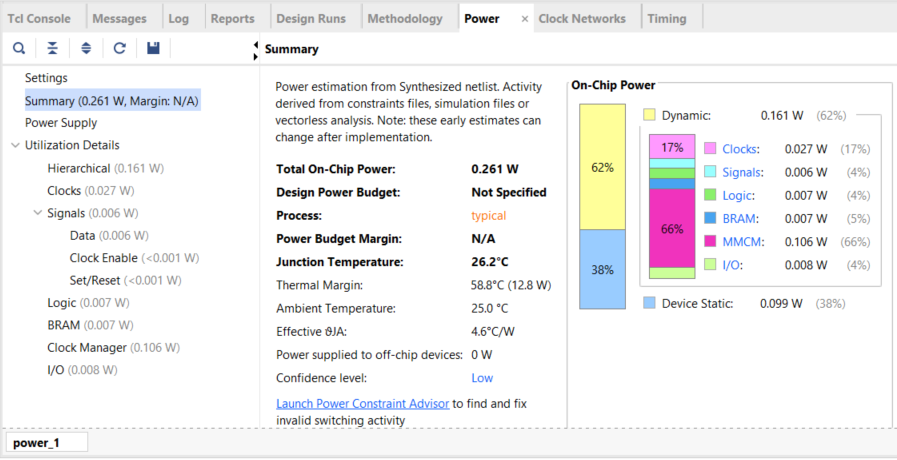 Tcl Console Messages Log Reports Design Runs Methodology Power × Clock Networks Timing
Summary
Settings
Summary (0.261 W, Margin: N/A)
Power Supply
Utilization Details
Hierarchical (0.161 W)
Clocks (0.027 W)
Signals (0.006 W)
Data (0.006 W)
Clock Enable (<0.001 W)
Set/Reset (<0.001 W)
Logic (0.007 W)
BRAM (0.007 W)
Clock Manager (0.106 W)
I/O (0.008 W)
Power estimation from Synthesized netlist. Activity
derived from constraints files, simulation files or
vectorless analysis. Note: these early estimates can
change after implementation.
Total On-Chip Power: 0.261 W
Design Power Budget: Not Specified
Process: typical
Power Budget Margin: N/A
Junction Temperature: 26.2°C
Thermal Margin: 58.8°C (12.8 W)
Ambient Temperature: 25.0 °C
Effective ϑJA: 4.6°C/W
Power supplied to off-chip devices: 0 W
Confidence level: Low
Launch Power Constraint Advisor to find and fix
invalid switching activity
On-Chip Power
62%
38%
Dynamic: 0.161 W (62%)
17%
66%
Clocks: 0.027 W (17%)
Signals: 0.006 W (4%)
Logic: 0.007 W (4%)
BRAM: 0.007 W (5%)
MMCM: 0.106 W (66%)
I/O: 0.008 W (4%)
Device Static: 0.099 W (38%)
power_1